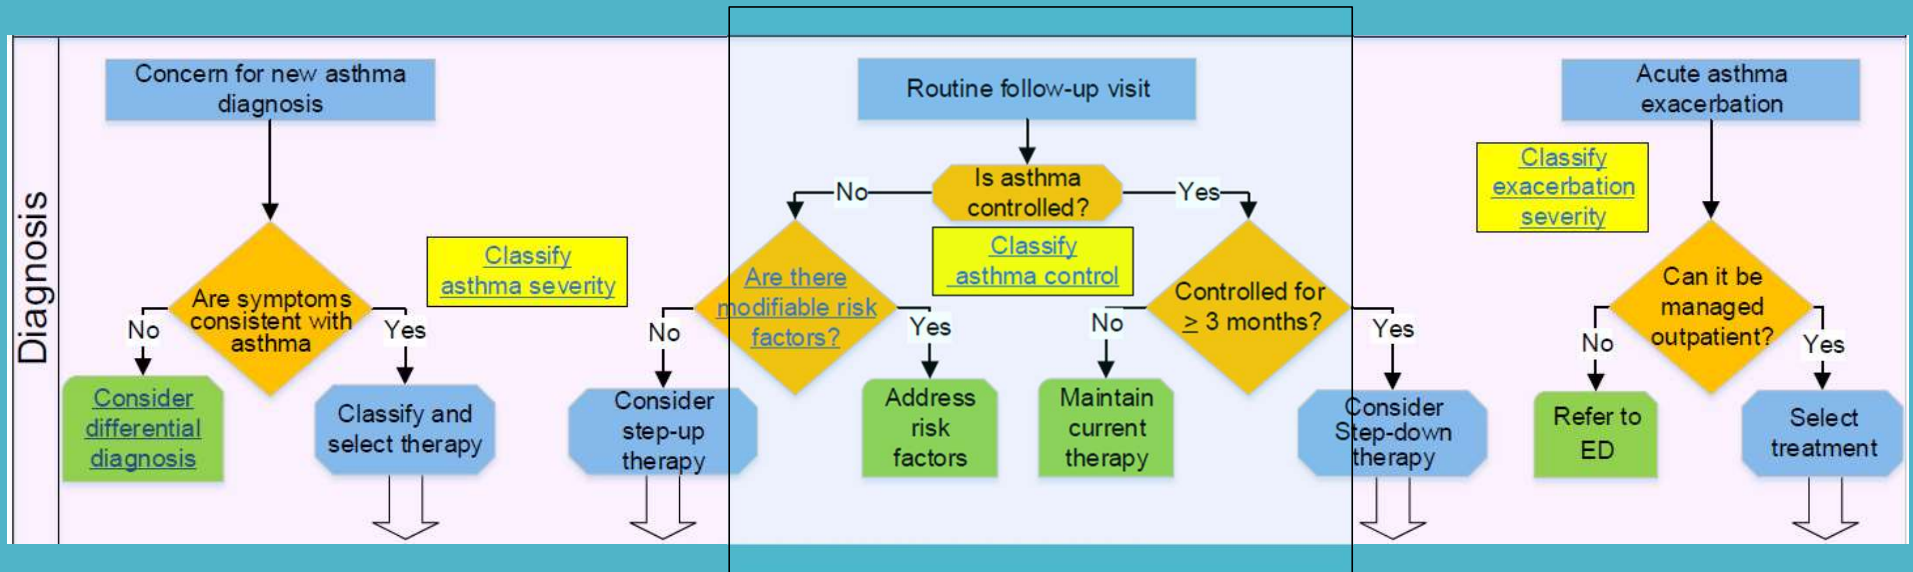 Diagnosis
Concern for new asthma
diagnosis
Are symptoms
consistent with
asthma
No
Yes
Classify
asthma severity
Consider
differential
diagnosis
Classify and
select therapy
Routine follow-up visit
Is asthma
controlled?
No
Yes
Classify
asthma control
Are there
modifiable risk
factors?
No
Yes
Consider
step-up
therapy
Address
risk
factors
Controlled for
≥ 3 months?
No
Yes
Maintain
current
therapy
Consider
Step-down
therapy
Acute asthma
exacerbation
Classify
exacerbation
severity
Can it be
managed
outpatient?
No
Yes
Refer to
ED
Select
treatment